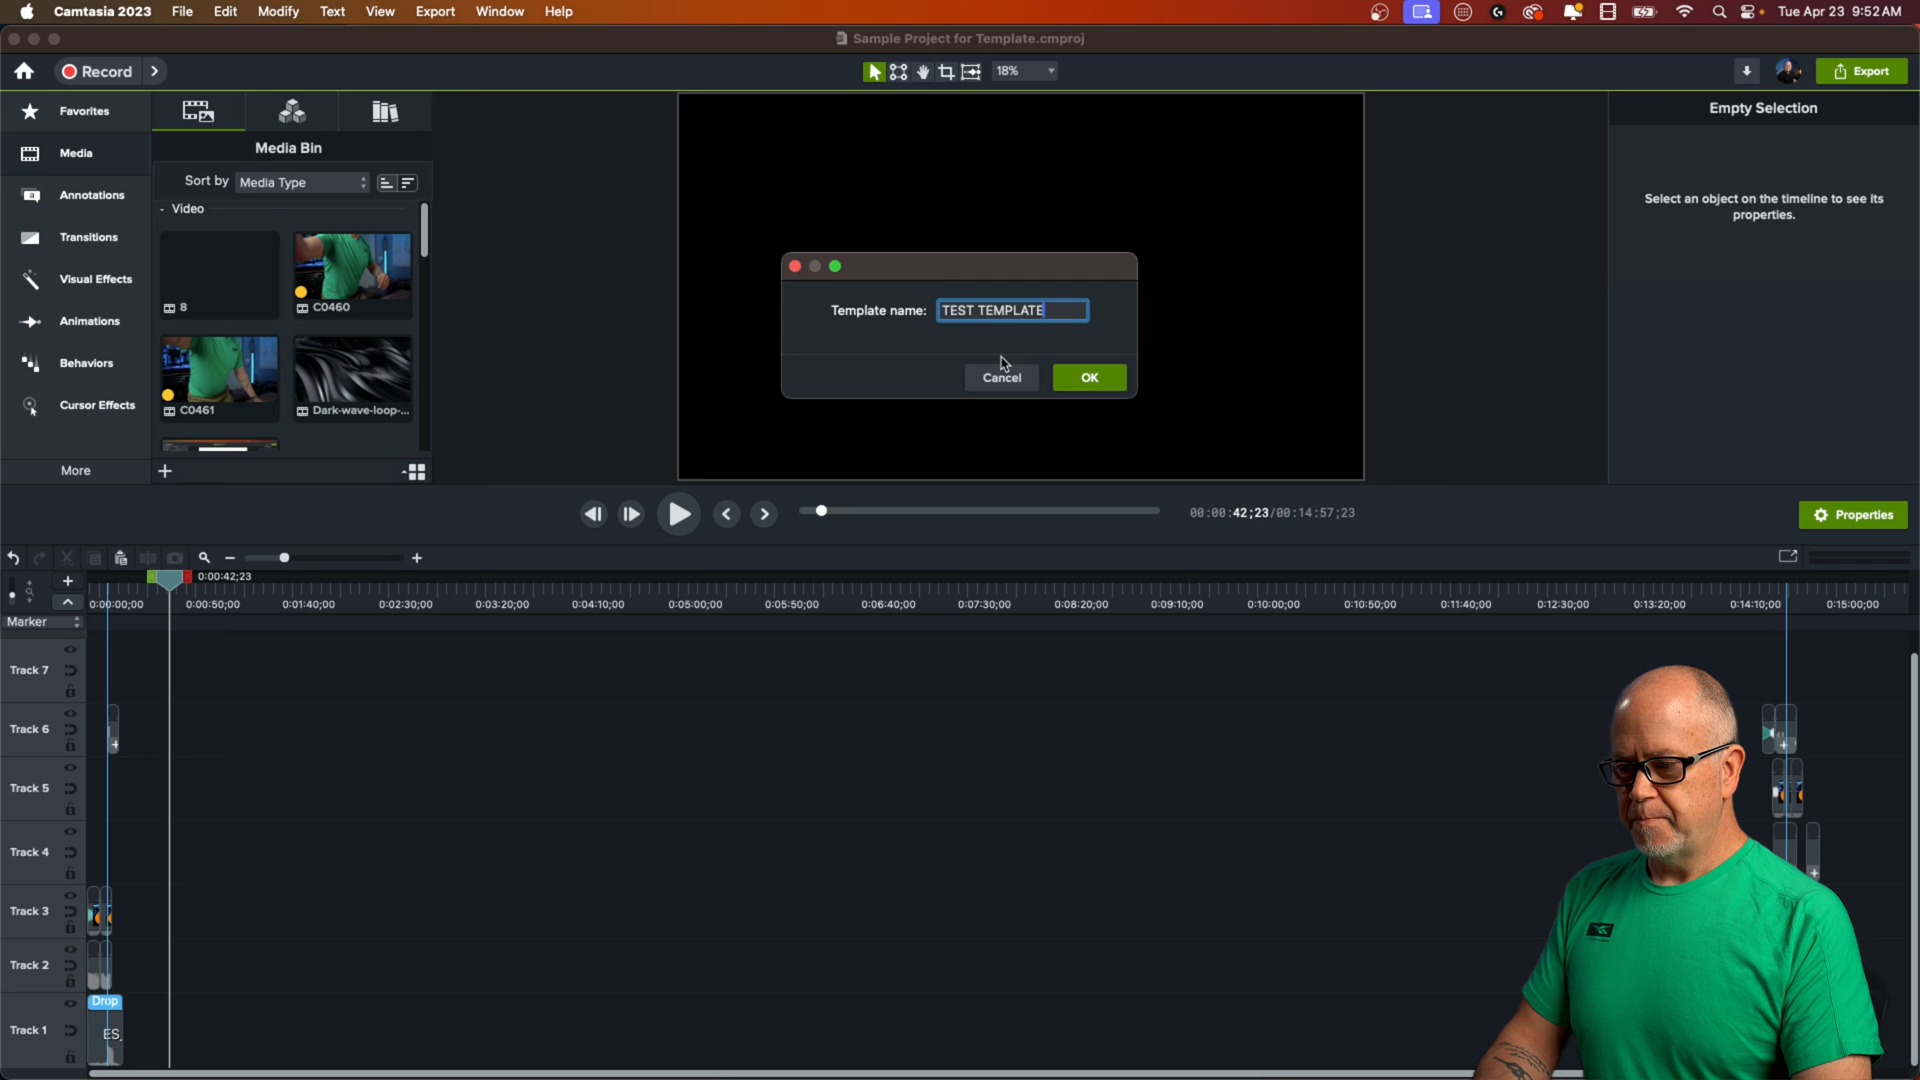 Camtasia 2023 File Edit Modify Text View Export Window Help Tue Apr 23 9:52 AM
Sample Project for Template.cmproj
Record 18% Export
Favorites
Media
Annotations
Transitions
Visual Effects
Animations
Behaviors
Cursor Effects
More
Media Bin
Sort by Media Type
Video
8
C0460
C0461
Dark-wave-loop-...
Template name: TEST TEMPLATE
Cancel OK
Empty Selection
Select an object on the timeline to see its
properties.
00:00:42;23/00:14:57;23
Properties
0:00:42;23
0:00:00;00 0:00:50;00 0:01:40;00 0:02:30;00 0:03:20;00 0:04:10;00 0:05:00;00 0:05:50;00 0:06:40;00 0:07:30;00 0:08:20;00 0:09:10;00 0:10:00;00 0:10:50;00 0:11:40;00 0:12:30;00 0:13:20;00 0:14:10;00 0:15:00;00
Marker
Track 7
Track 6
Track 5
Track 4
Track 3
Track 2
Drop
Track 1
ES_